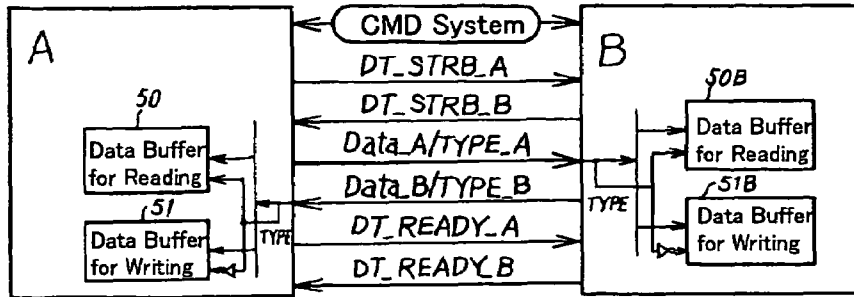 CMD System
A
B
DT_STRB_A
50
DT_STRB_B
50B
Data Buffer
for Reading
Data_A/TYPE_A
Data Buffer
for Reading
51
Data_B/TYPE_B
TYPE
51B
Data Buffer
for Writing
TYPE
DT_READY_A
Data Buffer
for Writing
DT_READY_B